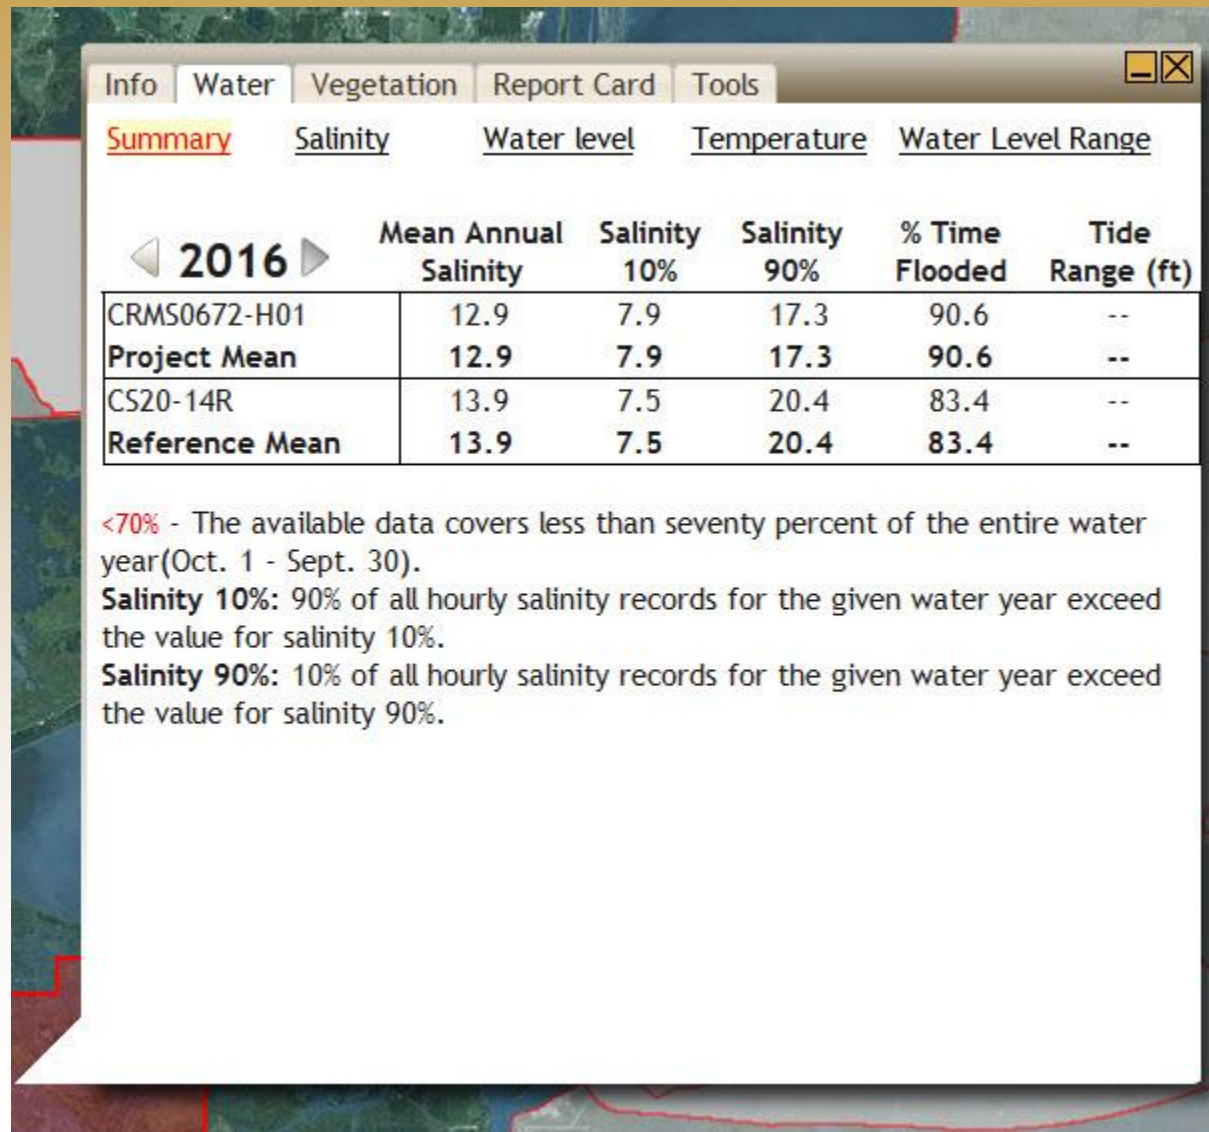 Info Water Vegetation Report Card Tools
Summary Salinity Water level Temperature Water Level Range
2016 Mean Annual Salinity Salinity 10% Salinity 90% % Time Flooded Tide Range (ft)
CRMS0672-H01 12.9 7.9 17.3 90.6 --
Project Mean 12.9 7.9 17.3 90.6 --
CS20-14R 13.9 7.5 20.4 83.4 --
Reference Mean 13.9 7.5 20.4 83.4 --
<70% - The available data covers less than seventy percent of the entire water
year(Oct. 1 - Sept. 30).
Salinity 10%: 90% of all hourly salinity records for the given water year exceed
the value for salinity 10%.
Salinity 90%: 10% of all hourly salinity records for the given water year exceed
the value for salinity 90%.